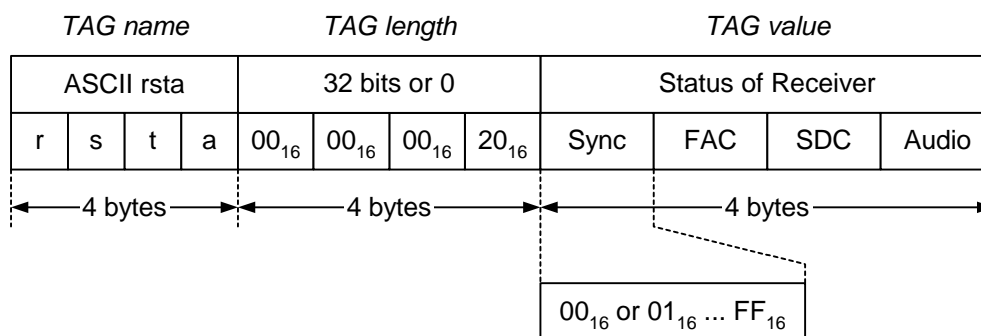 TAG name TAG length TAG value
ASCII rsta 32 bits or 0 Status of Receiver
r s t a 00₁₆ 00₁₆ 00₁₆ 20₁₆ Sync FAC SDC Audio
4 bytes 4 bytes 4 bytes
00₁₆ or 01₁₆ ... FF₁₆